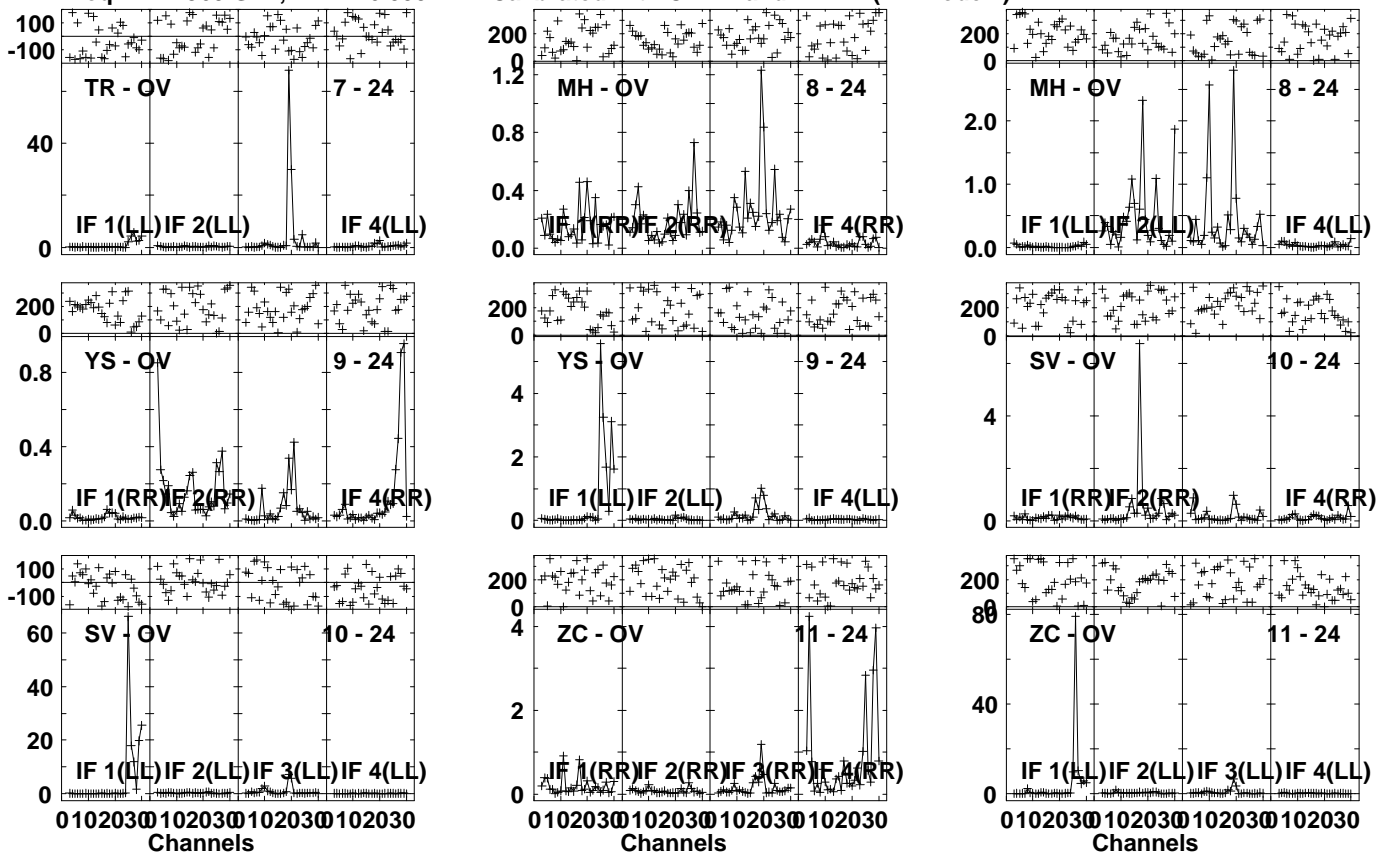 100
-100
TR - OV 7 - 24
40
0
IF 1(LL) IF 2(LL) IF 4(LL)
200
0
MH - OV 8 - 24
1.2
0.8
0.4
0.0
IF 1(RR) IF 2(RR) IF 4(RR)
200
0
MH - OV 8 - 24
2.0
1.0
0.0
IF 1(LL) IF 2(LL) IF 4(LL)
200
0
YS - OV 9 - 24
0.8
0.4
0.0
IF 1(RR) IF 2(RR) IF 4(RR)
200
0
YS - OV 9 - 24
4
2
0
IF 1(LL) IF 2(LL) IF 4(LL)
200
0
SV - OV 10 - 24
4
0
IF 1(RR) IF 2(RR) IF 4(RR)
100
-100
SV - OV 10 - 24
60
40
20
0
IF 1(LL) IF 2(LL) IF 3(LL) IF 4(LL)
0102030 0102030
Channels
200
0
ZC - OV 11 - 24
4
2
0
IF 1(RR) IF 2(RR) IF 3(RR) IF 4(RR)
0102030 0102030
Channels
200
0
80
ZC - OV 11 - 24
40
0
IF 1(LL) IF 2(LL) IF 3(LL) IF 4(LL)
0102030 0102030
Channels